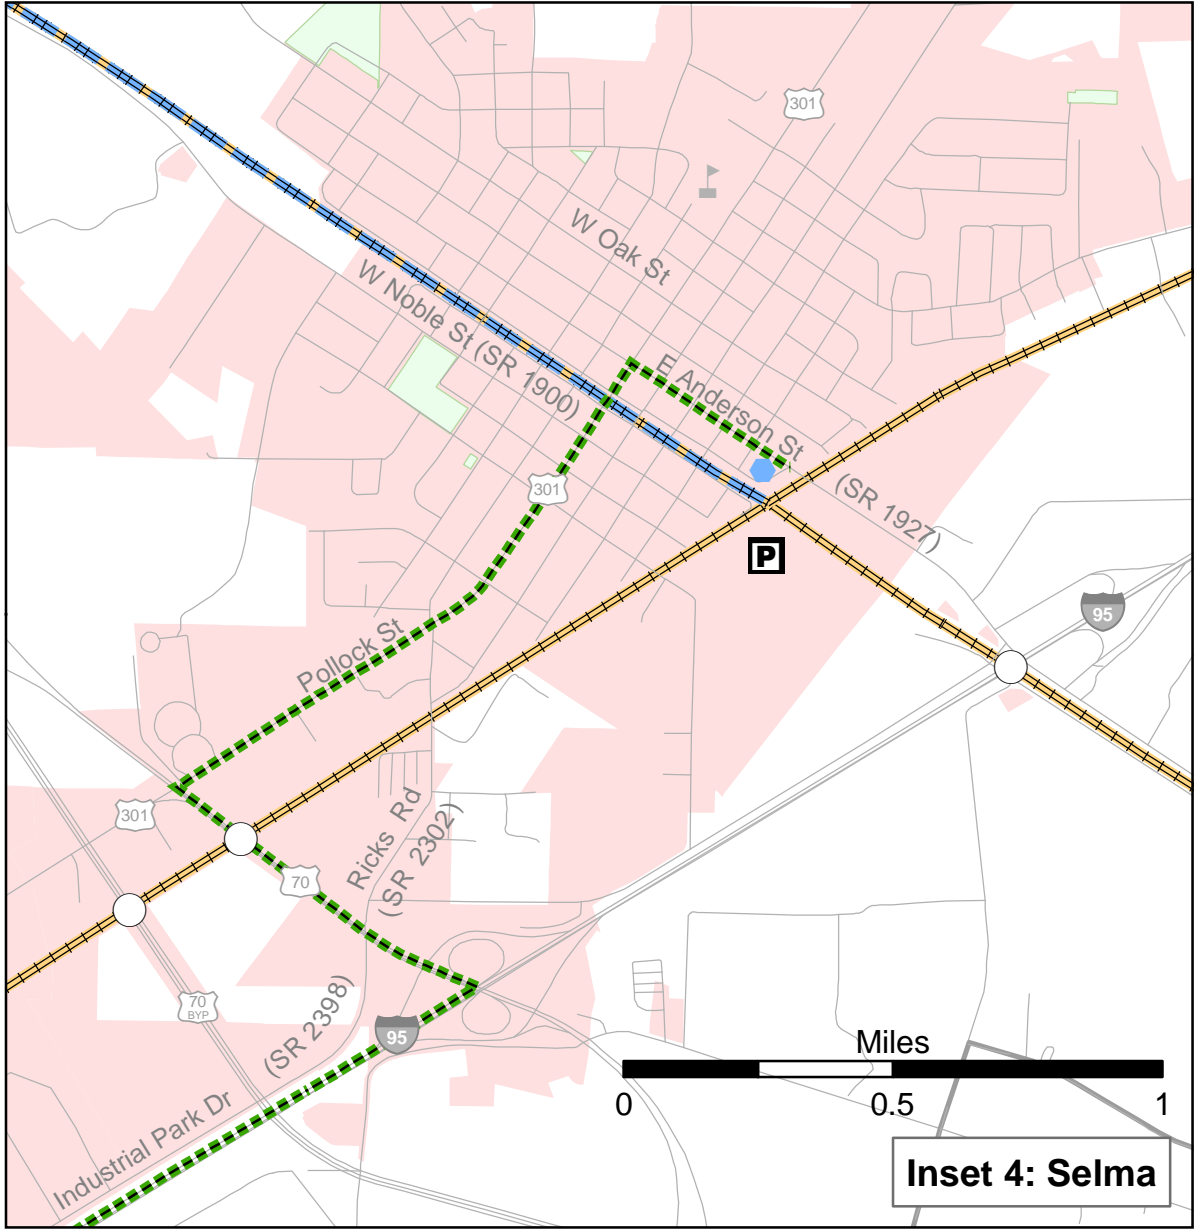 301
W Oak St
W Noble St (SR 1900)
E Anderson St
(SR 1927)
301
P
95
Pollock St
301
70
Ricks Rd
(SR 2302)
70
BYP
(SR 2398)
95
Industrial Park Dr
Miles
0 0.5 1
Inset 4: Selma